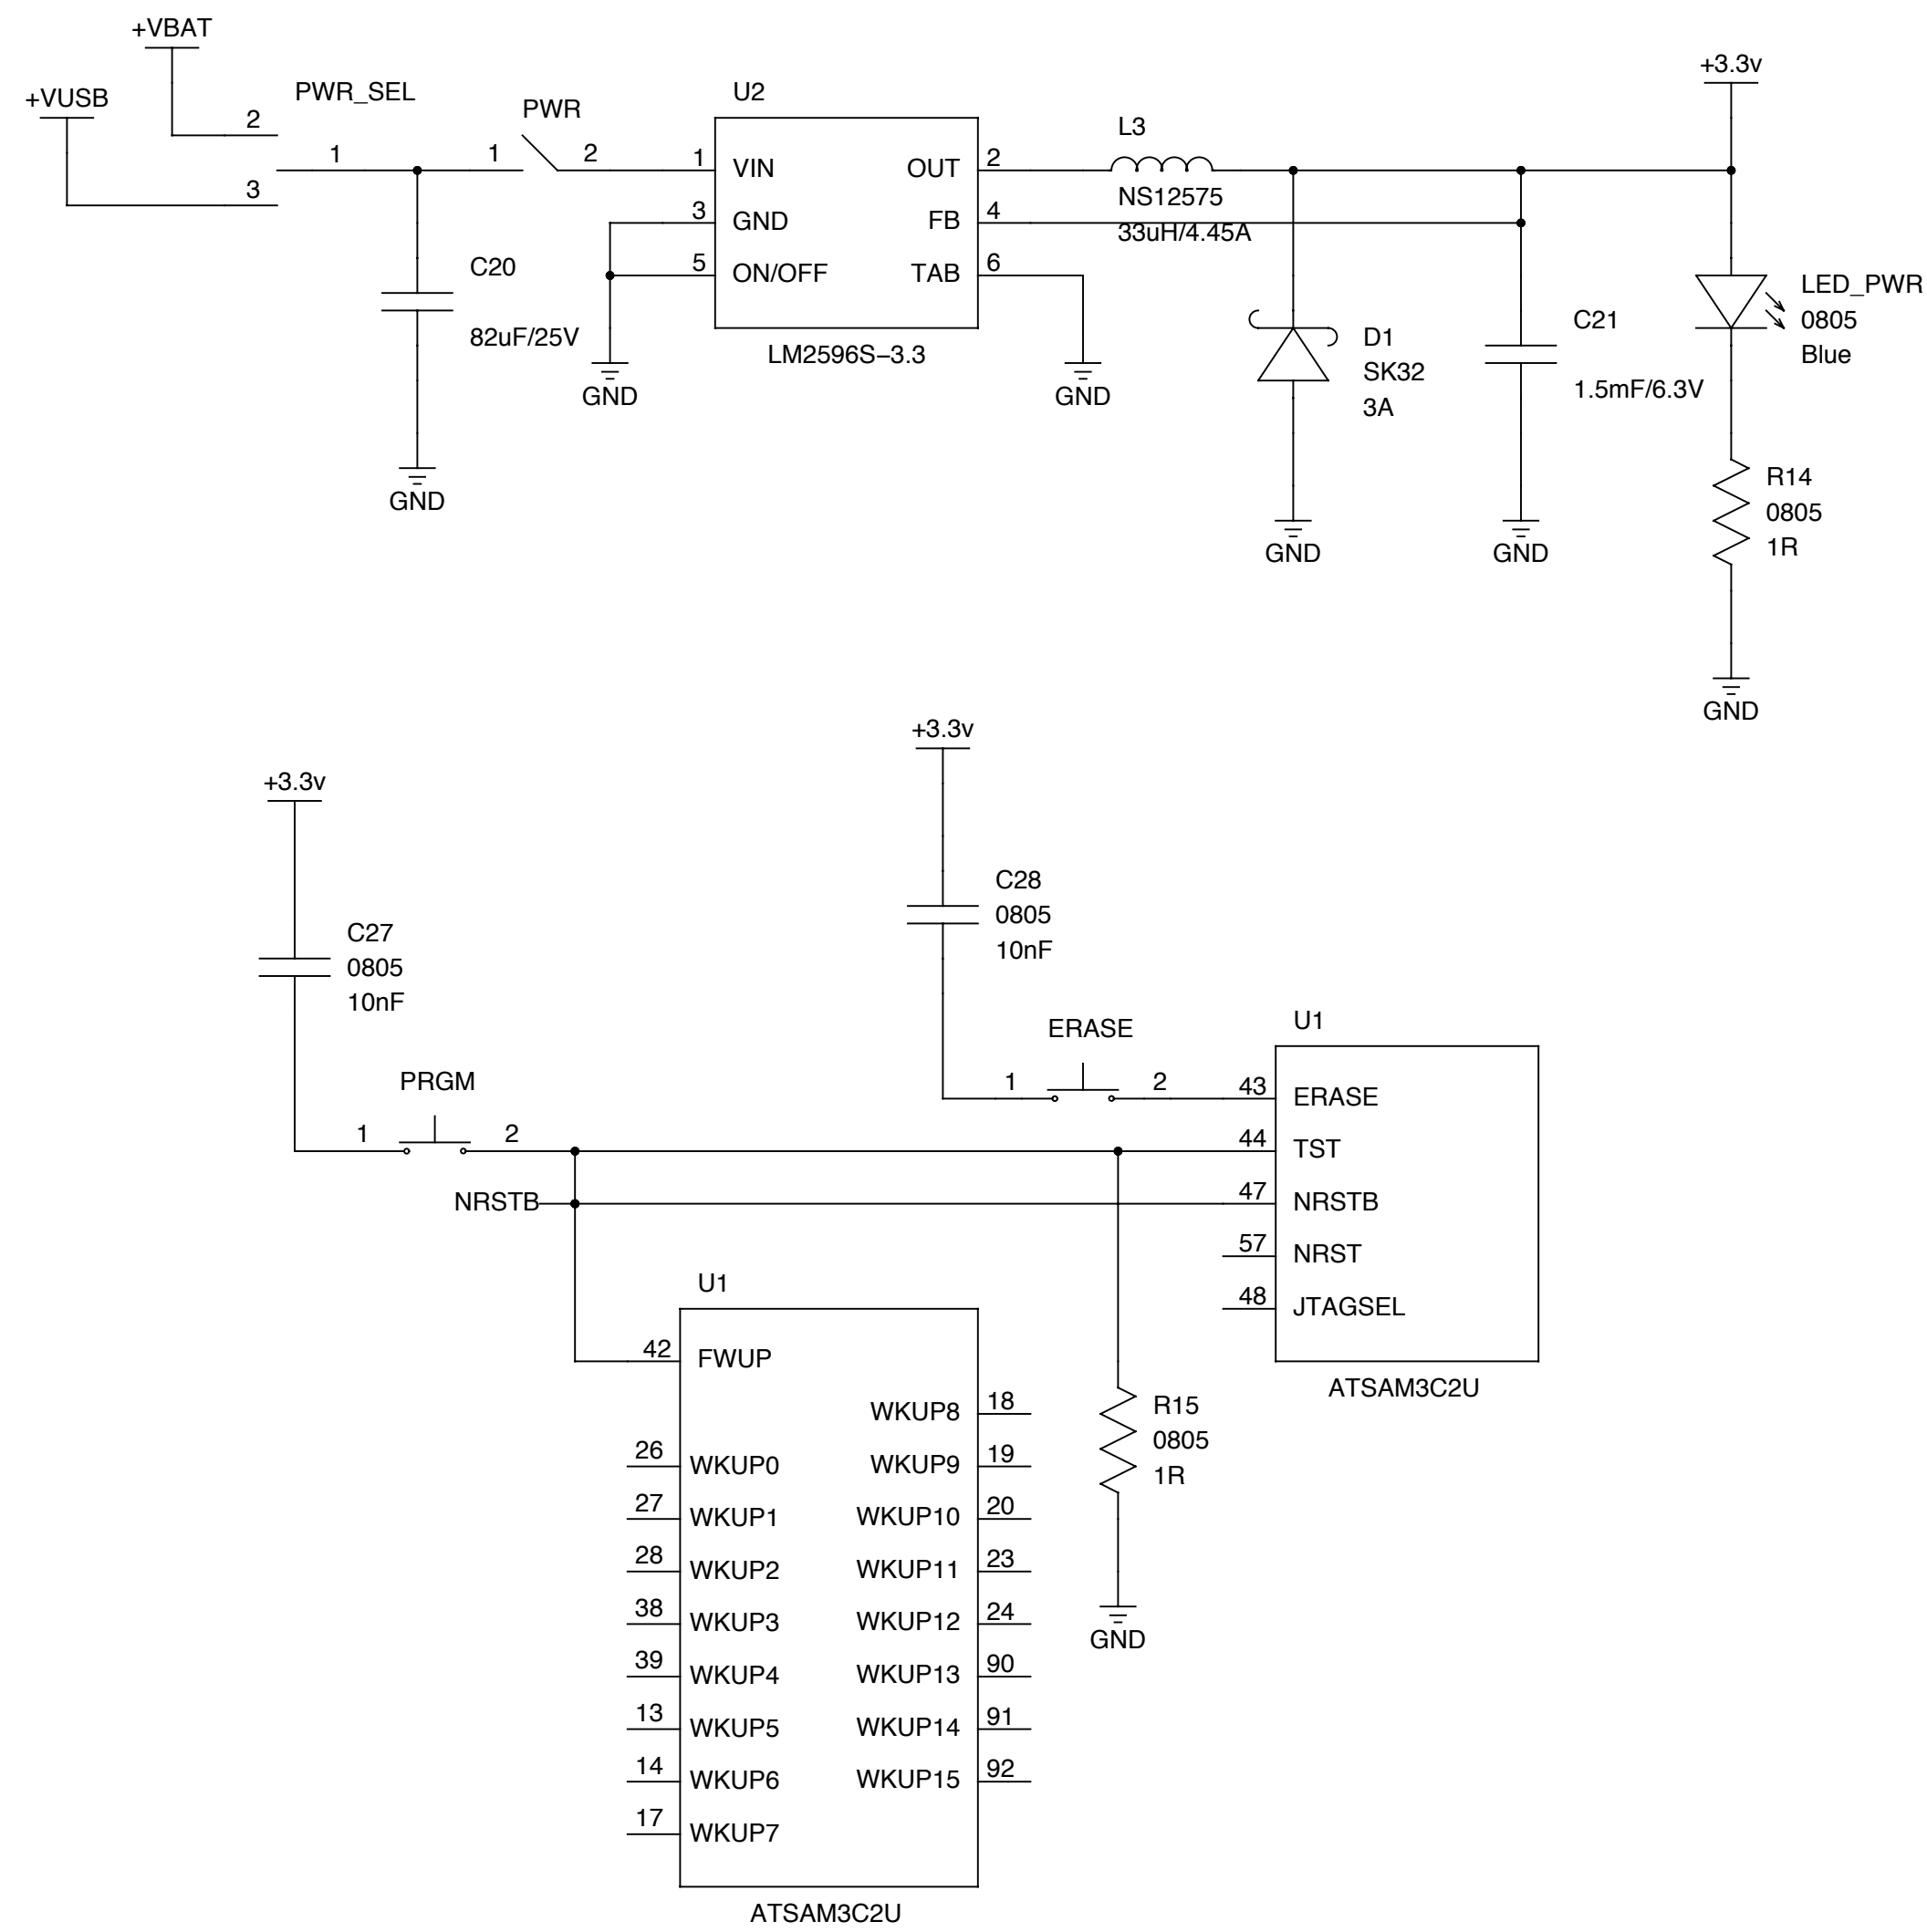 +VBAT
+VUSB
PWR_SEL
2
1
3
PWR
1
2
C20
82uF/25V
GND
U2
1 VIN
3 GND
5 ON/OFF
OUT 2
FB 4
TAB 6
LM2596S-3.3
GND
GND
L3
NS12575
33uH/4.45A
D1
SK32
3A
GND
C21
1.5mF/6.3V
GND
+3.3v
LED_PWR
0805
Blue
R14
0805
1R
GND
+3.3v
C27
0805
10nF
PRGM
1
2
NRSTB
+3.3v
C28
0805
10nF
ERASE
1
2
U1
43 ERASE
44 TST
47 NRSTB
57 NRST
48 JTAGSEL
ATSAM3C2U
U1
42 FWUP
26 WKUP0
27 WKUP1
28 WKUP2
38 WKUP3
39 WKUP4
13 WKUP5
14 WKUP6
17 WKUP7
WKUP8 18
WKUP9 19
WKUP10 20
WKUP11 23
WKUP12 24
WKUP13 90
WKUP14 91
WKUP15 92
ATSAM3C2U
R15
0805
1R
GND